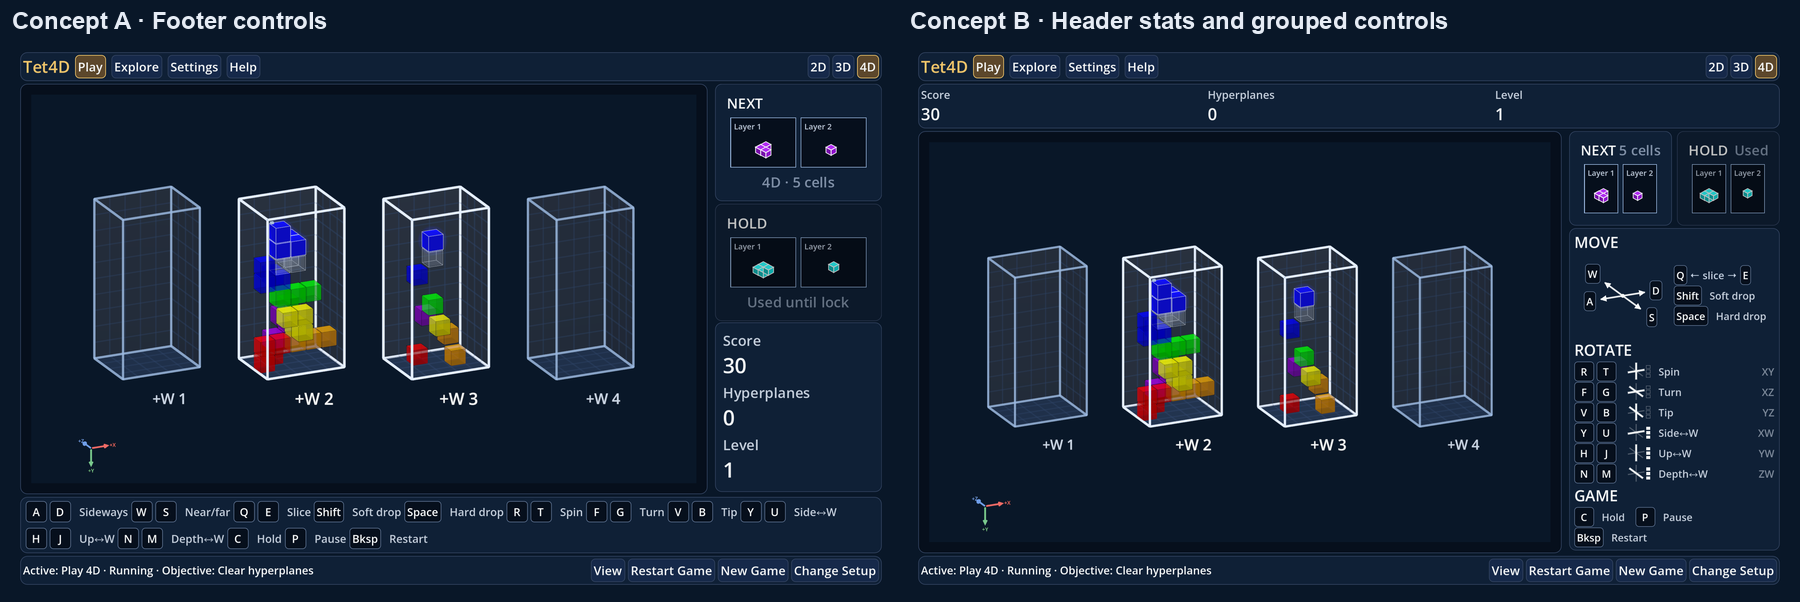 Concept A · Footer controls
Tet4D Play Explore Settings Help 2D 3D 4D
NEXT
Layer 1 Layer 2
4D · 5 cells
HOLD
Layer 1 Layer 2
Used until lock
Score
30
Hyperplanes
0
Level
1
+W 1 +W 2 +W 3 +W 4
+X
+Y
A D Sideways W S Near/far Q E Slice Shift Soft drop Space Hard drop R T Spin F G Turn V B Tip Y U Side↔W
H J Up↔W N M Depth↔W C Hold P Pause Bksp Restart
Active: Play 4D · Running · Objective: Clear hyperplanes View Restart Game New Game Change Setup
Concept B · Header stats and grouped controls
Tet4D Play Explore Settings Help 2D 3D 4D
Score Hyperplanes Level
30 0 1
NEXT 5 cells HOLD Used
Layer 1 Layer 2 Layer 1 Layer 2
+W 1 +W 2 +W 3 +W 4
+X
+Y
MOVE
W Q ← slice → E
A D Shift Soft drop
S Space Hard drop
ROTATE
R T Spin XY
F G Turn XZ
V B Tip YZ
Y U Side↔W XW
H J Up↔W YW
N M Depth↔W ZW
GAME
C Hold P Pause
Bksp Restart
Active: Play 4D · Running · Objective: Clear hyperplanes View Restart Game New Game Change Setup